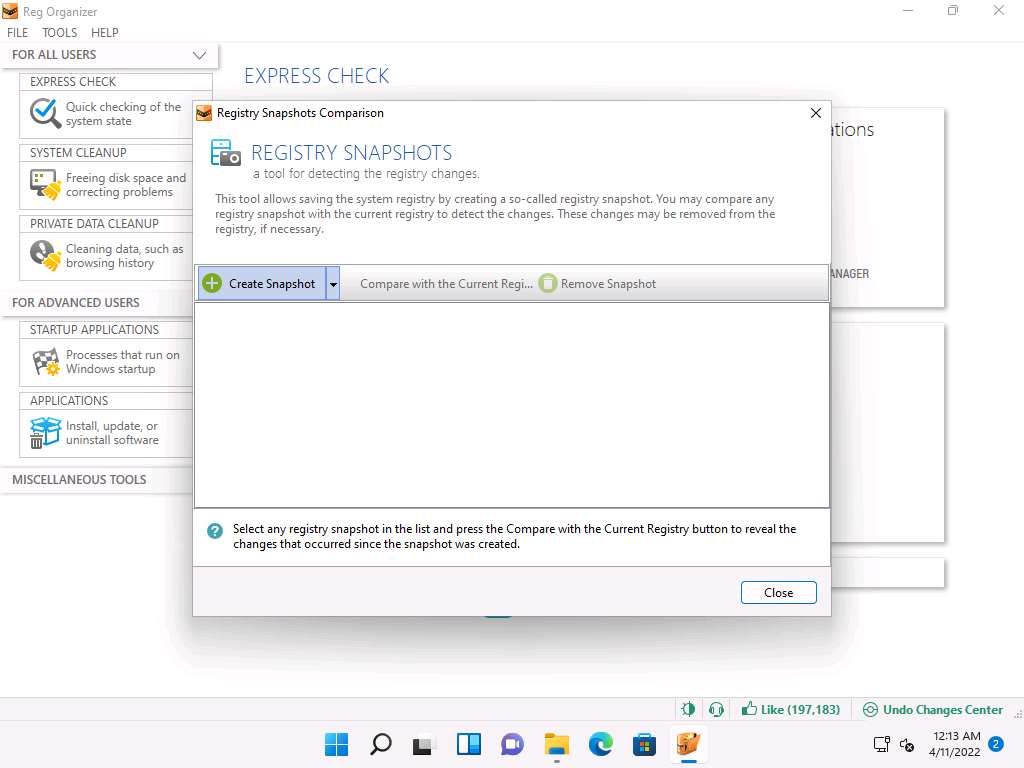 Reg Organizer
FILE TOOLS HELP
FOR ALL USERS
EXPRESS CHECK
Quick checking of the
system state
SYSTEM CLEANUP
Freeing disk space and
correcting problems
PRIVATE DATA CLEANUP
Cleaning data, such as
browsing history
FOR ADVANCED USERS
STARTUP APPLICATIONS
Processes that run on
Windows startup
APPLICATIONS
Install, update, or
uninstall software
MISCELLANEOUS TOOLS
EXPRESS CHECK
ations
ANAGER
Registry Snapshots Comparison
REGISTRY SNAPSHOTS
a tool for detecting the registry changes.
This tool allows saving the system registry by creating a so-called registry snapshot. You may compare any
registry snapshot with the current registry to detect the changes. These changes may be removed from the
registry, if necessary.
Create Snapshot Compare with the Current Regi... Remove Snapshot
Select any registry snapshot in the list and press the Compare with the Current Registry button to reveal the
changes that occurred since the snapshot was created.
Close
Like (197,183) Undo Changes Center
12:13 AM
4/11/2022
2